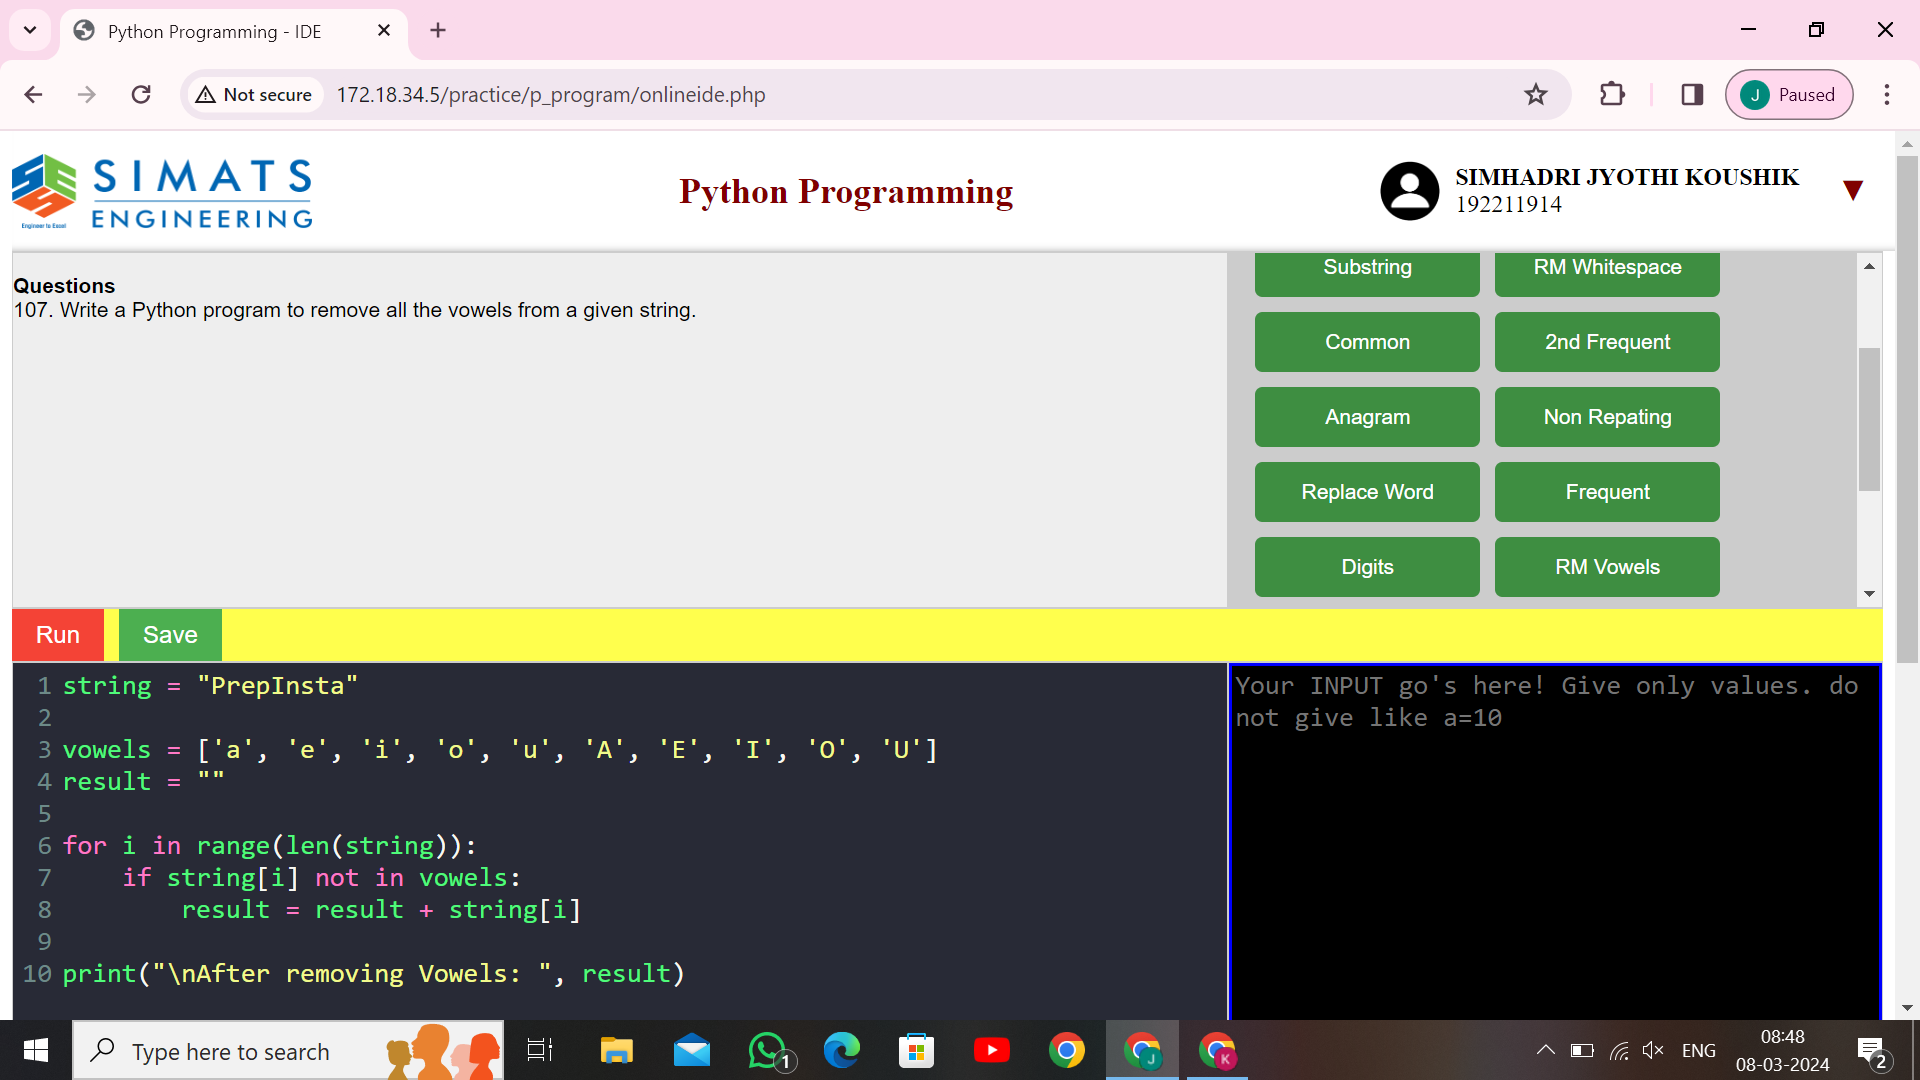 Python Programming - IDE
Not secure
172.18.34.5/practice/p_program/onlineide.php
J
Paused
SIMATS
ENGINEERING
Engineer to Excel
Python Programming
SIMHADRI JYOTHI KOUSHIK
192211914
Questions
107. Write a Python program to remove all the vowels from a given string.
Substring
RM Whitespace
Common
2nd Frequent
Anagram
Non Repating
Replace Word
Frequent
Digits
RM Vowels
Run
Save
1 string = "PrepInsta"
2
3 vowels = ['a', 'e', 'i', 'o', 'u', 'A', 'E', 'I', 'O', 'U']
4 result = ""
5
6 for i in range(len(string)):
7     if string[i] not in vowels:
8         result = result + string[i]
9
10 print("\nAfter removing Vowels: ", result)
Your INPUT go's here! Give only values. do
not give like a=10
Type here to search
1
J
K
ENG
08:48
08-03-2024
2